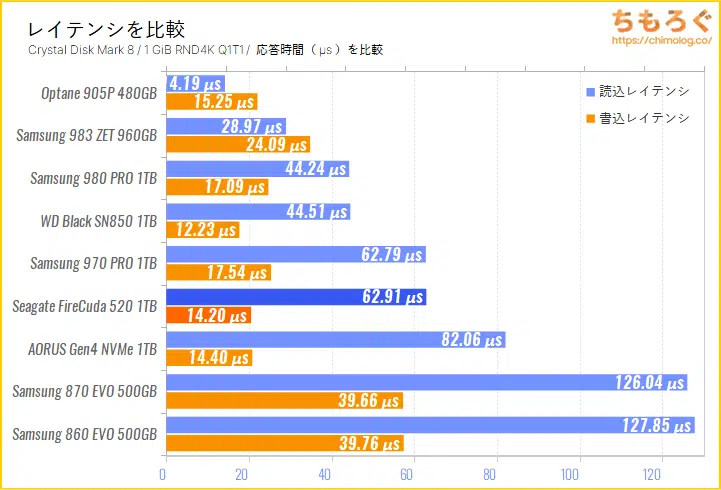 レイテンシを比較
Crystal Disk Mark 8 / 1 GiB RND4K Q1T1 / 応答時間（µs）を比較
ちもろぐ
https://chimolog.co/
読込レイテンシ
書込レイテンシ
Optane 905P 480GB
4.19 µs
15.25 µs
Samsung 983 ZET 960GB
28.97 µs
24.09 µs
Samsung 980 PRO 1TB
44.24 µs
17.09 µs
WD Black SN850 1TB
44.51 µs
12.23 µs
Samsung 970 PRO 1TB
62.79 µs
17.54 µs
Seagate FireCuda 520 1TB
62.91 µs
14.20 µs
AORUS Gen4 NVMe 1TB
82.06 µs
14.40 µs
Samsung 870 EVO 500GB
126.04 µs
39.66 µs
Samsung 860 EVO 500GB
127.85 µs
39.76 µs
0 20 40 60 80 100 120